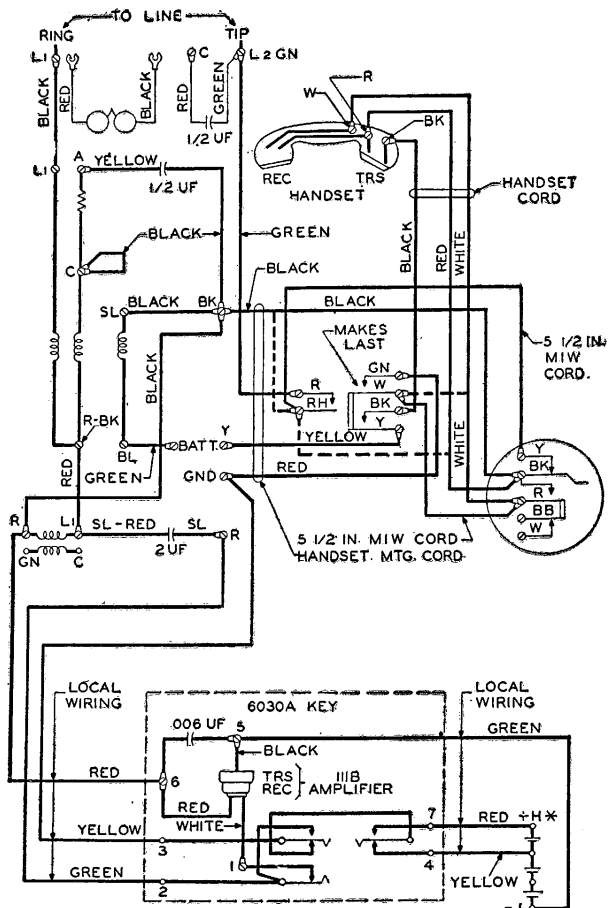 TO LINE
RING
TIP
L1
C
L2 GN
BLACK
RED
BLACK
RED
GREEN
1/2 UF
W
R
BK
REC
TRS
HANDSET
HANDSET CORD
L1
A
YELLOW
1/2 UF
BLACK
GREEN
BLACK
RED
WHITE
C
BLACK
SL
BLACK
BK
BLACK
MAKES LAST
5 1/2 IN. MIW CORD.
BLACK
GN
W
R
RH
BK
Y
R-BK
BL
GREEN
BATT.
Y
YELLOW
WHITE
Y
BK
R
BB
W
RED
GND
RED
R
L1
SL-RED
SL
R
2UF
GN
C
5 1/2 IN. MIW CORD
HANDSET MTG. CORD
LOCAL WIRING
6030A KEY
LOCAL WIRING
.006 UF
5
GREEN
BLACK
RED
6
TRS
REC
111B AMPLIFIER
RED
WHITE
7
RED
+H*
YELLOW
3
1
4
GREEN
2
YELLOW